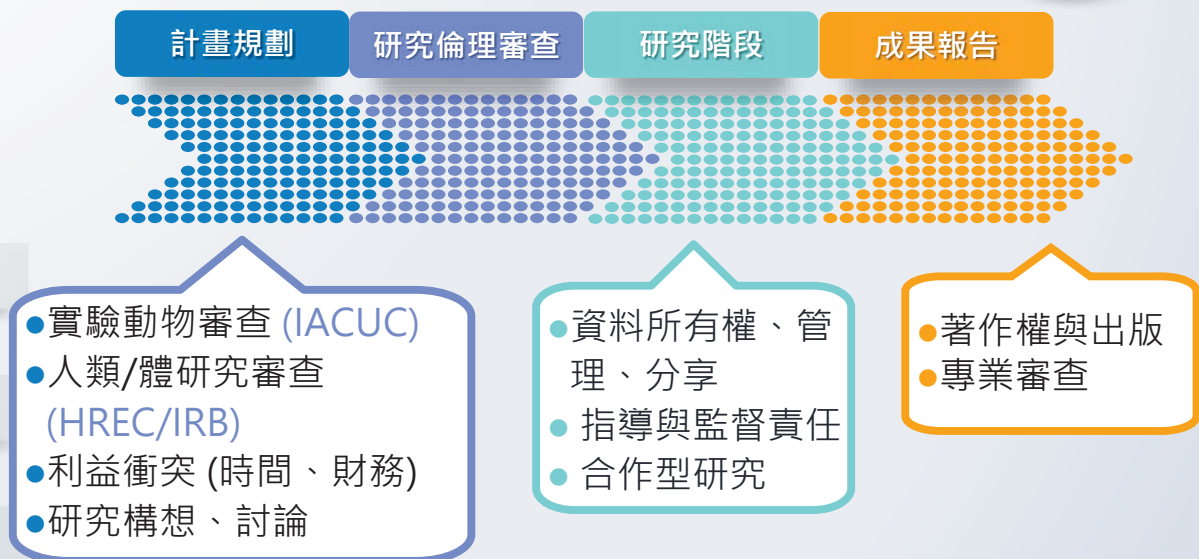 計畫規劃
研究倫理審查
研究階段
成果報告
●實驗動物審查 (IACUC)
●人類/體研究審查
(HREC/IRB)
●利益衝突 (時間、財務)
●研究構想、討論
●資料所有權、管
理、分享
● 指導與監督責任
● 合作型研究
●著作權與出版
●專業審查